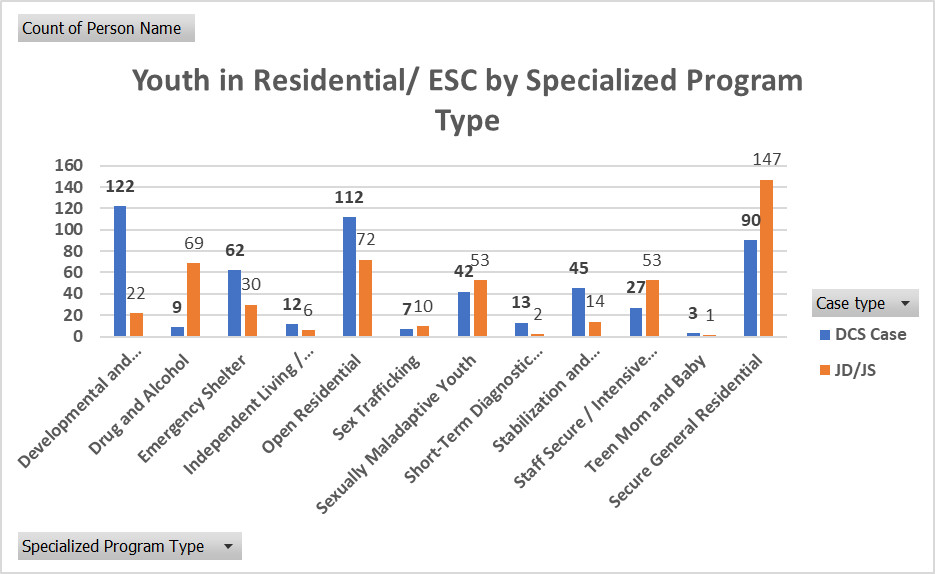 Count of Person Name
Youth in Residential/ ESC by Specialized Program
Type
160
140
120
100
80
60
40
20
0
122
22
9
69
62
30
12
6
112
72
7
10
42
53
13
2
45
14
27
53
3
1
90
147
Developmental and...
Drug and Alcohol
Emergency Shelter
Independent Living /...
Open Residential
Sex Trafficking
Sexually Maladaptive Youth
Short-Term Diagnostic...
Stabilization and...
Staff Secure / Intensive...
Teen Mom and Baby
Secure General Residential
Case type
DCS Case
JD/JS
Specialized Program Type